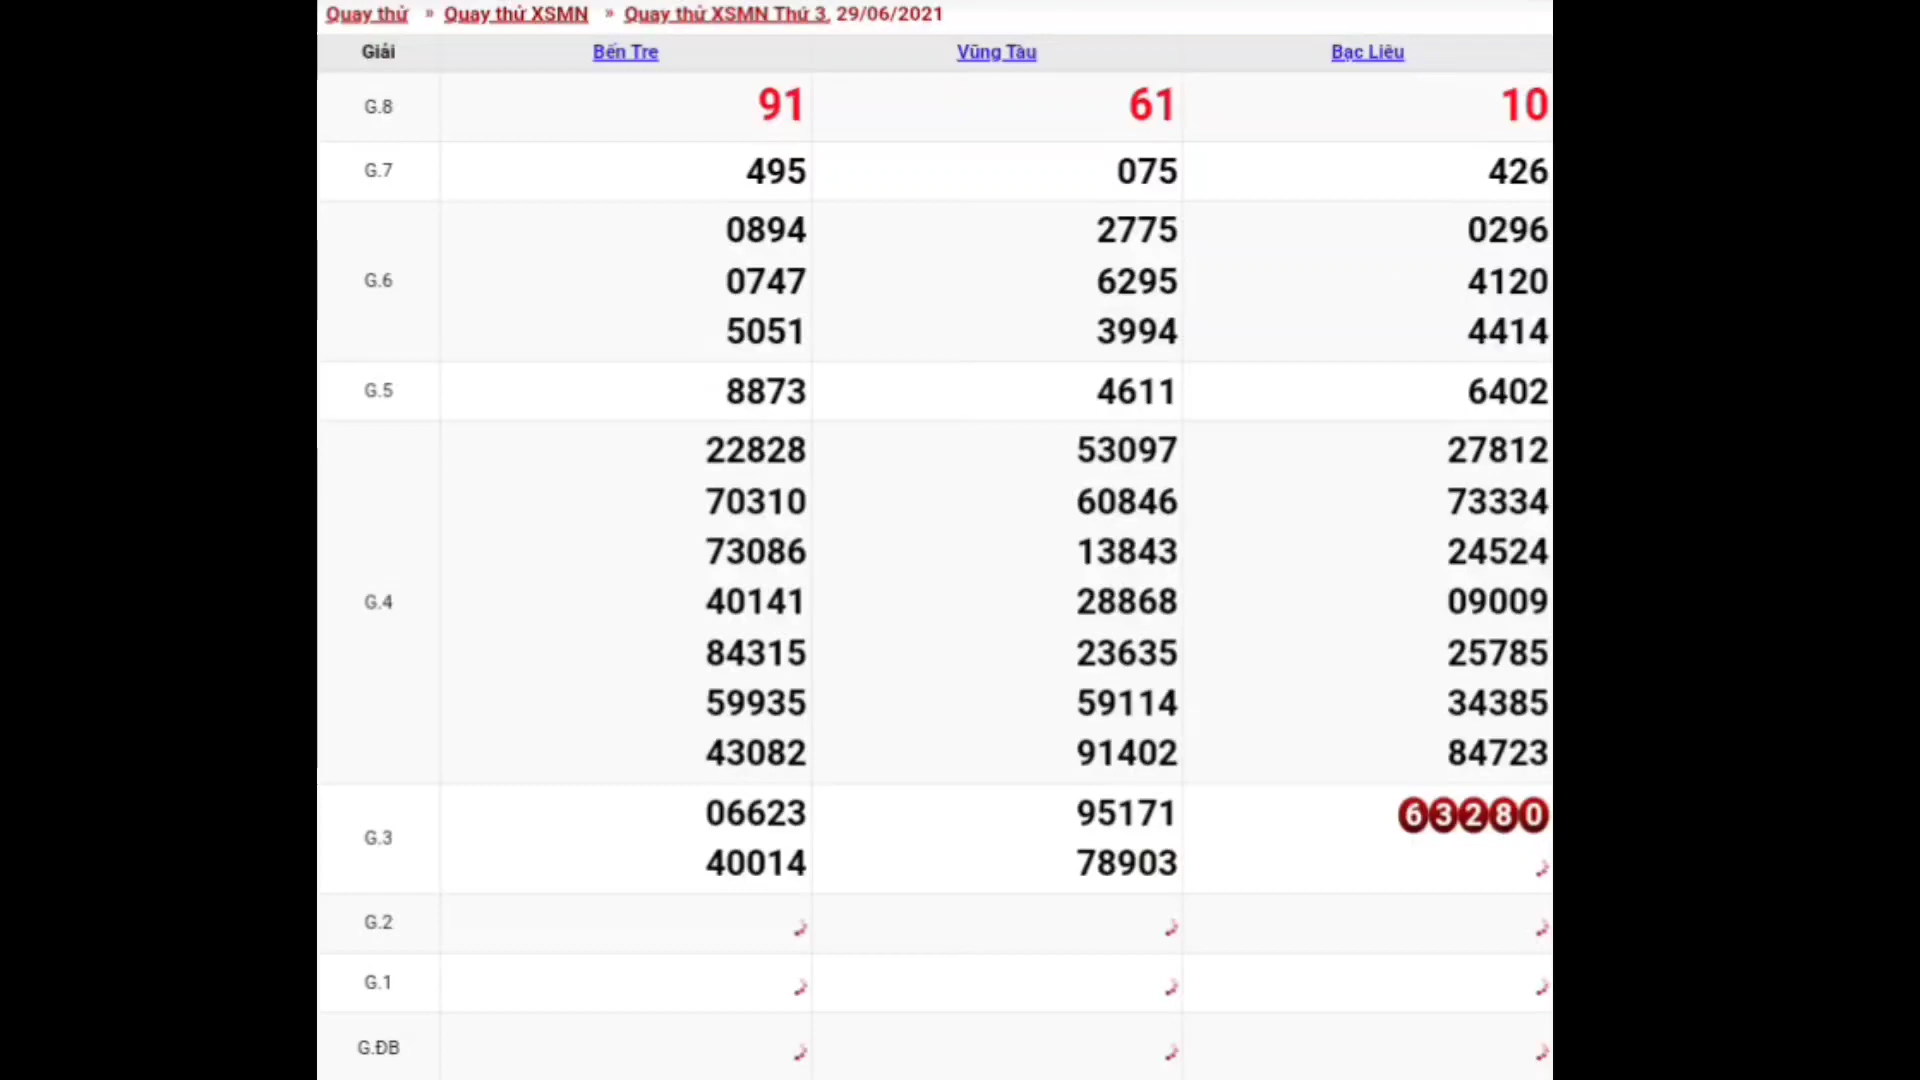 Quay thử » Quay thử XSMN » Quay thử XSMN Thứ 3, 29/06/2021
Giải Bến Tre Vũng Tàu Bạc Liêu
G.8 91 61 10
G.7 495 075 426
G.6 0894 2775 0296
0747 6295 4120
5051 3994 4414
G.5 8873 4611 6402
G.4 22828 53097 27812
70310 60846 73334
73086 13843 24524
40141 28868 09009
84315 23635 25785
59935 59114 34385
43082 91402 84723
G.3 06623 95171 63280
40014 78903
G.2
G.1
G.ĐB